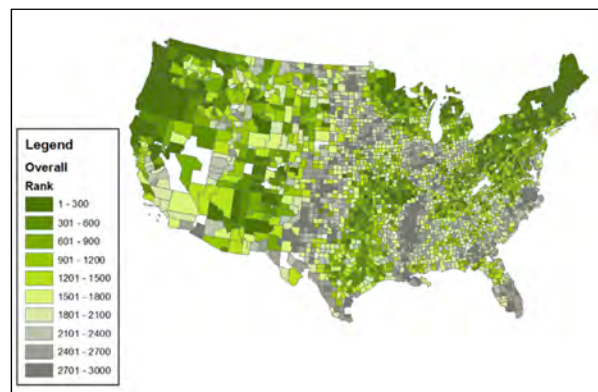 Legend
Overall
Rank
1 - 300
301 - 600
601 - 900
901 - 1200
1201 - 1500
1501 - 1800
1801 - 2100
2101 - 2400
2401 - 2700
2701 - 3000